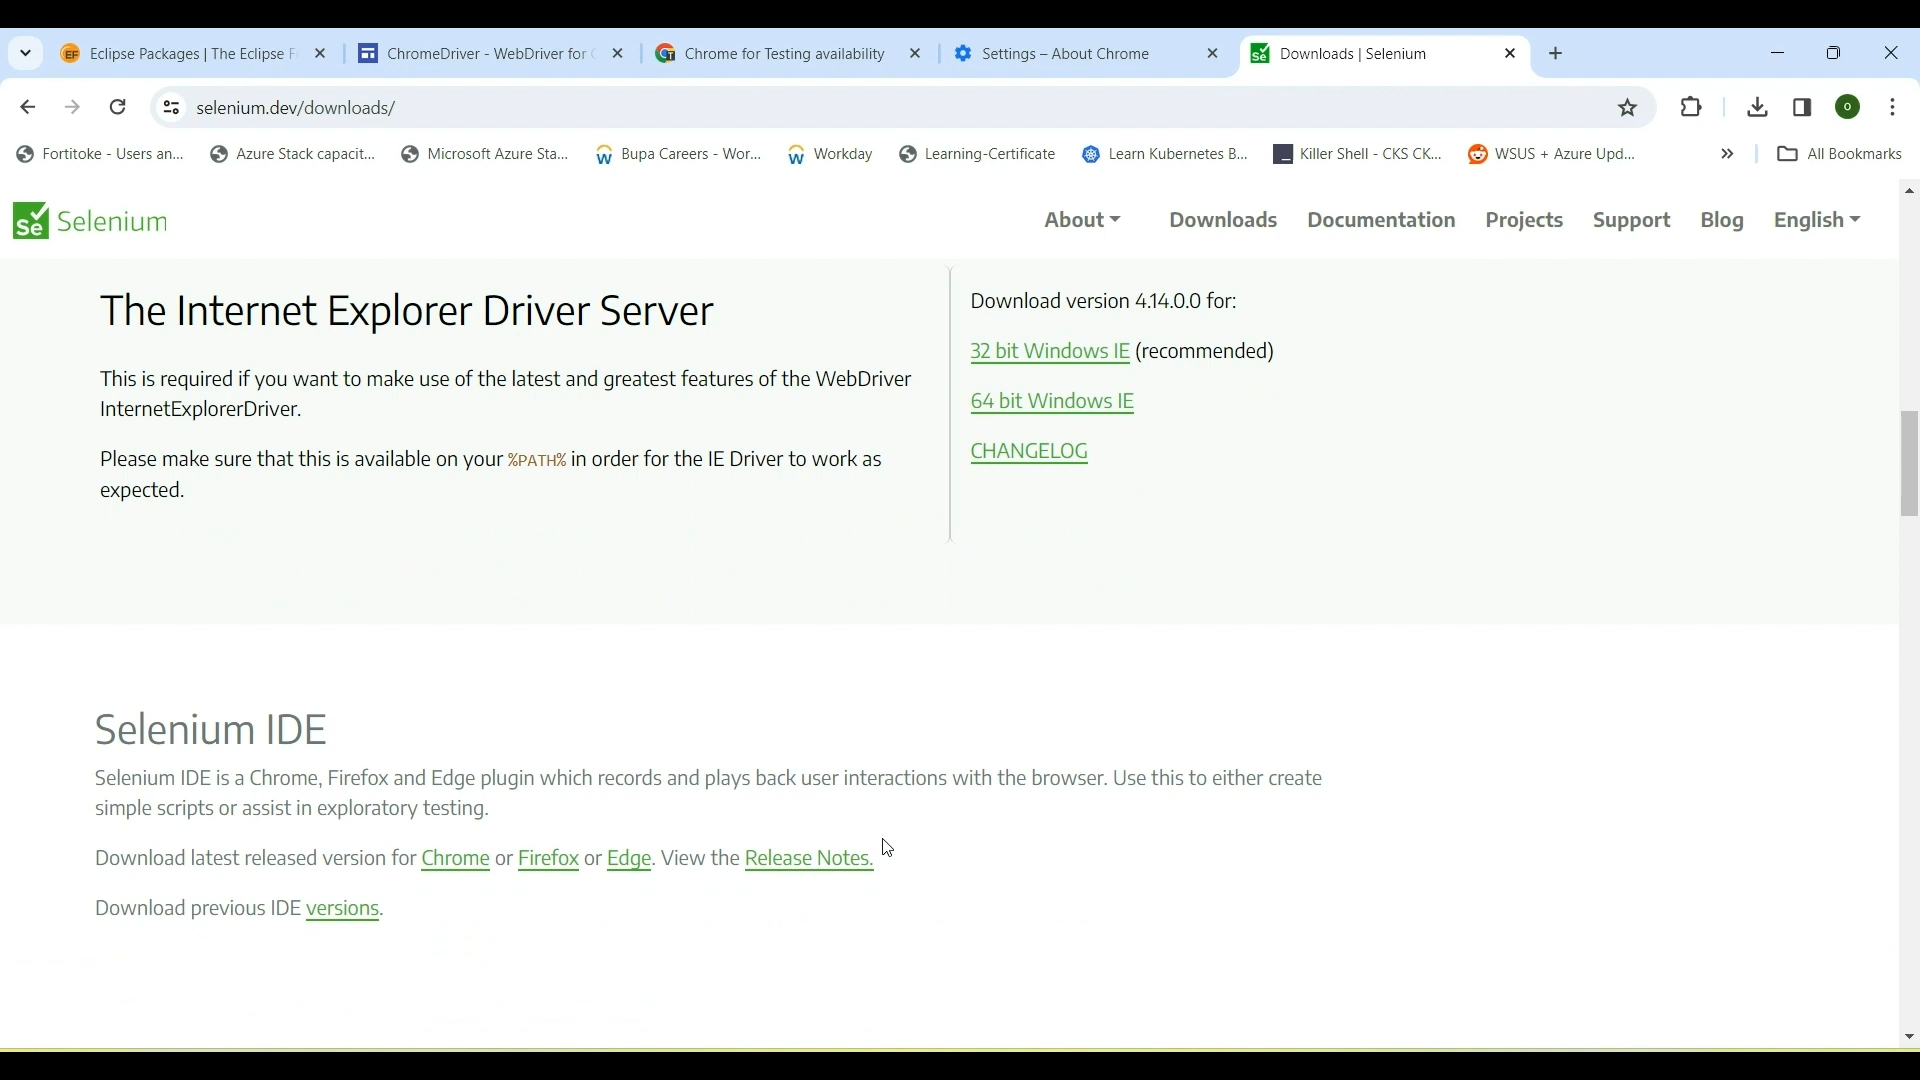 Eclipse Packages | The Eclipse F
ChromeDriver - WebDriver for C
Chrome for Testing availability
Settings – About Chrome
Downloads | Selenium
selenium.dev/downloads/
O
Fortitoke - Users an...
Azure Stack capacit...
Microsoft Azure Sta...
Bupa Careers - Wor...
Workday
Learning-Certificate
Learn Kubernetes B...
Killer Shell - CKS CK...
WSUS + Azure Upd...
»
All Bookmarks
Se Selenium
About
Downloads
Documentation
Projects
Support
Blog
English
The Internet Explorer Driver Server
This is required if you want to make use of the latest and greatest features of the WebDriver
InternetExplorerDriver.
Please make sure that this is available on your %PATH% in order for the IE Driver to work as
expected.
Download version 4.14.0.0 for:
32 bit Windows IE (recommended)
64 bit Windows IE
CHANGELOG
Selenium IDE
Selenium IDE is a Chrome, Firefox and Edge plugin which records and plays back user interactions with the browser. Use this to either create
simple scripts or assist in exploratory testing.
Download latest released version for Chrome or Firefox or Edge. View the Release Notes.
Download previous IDE versions.